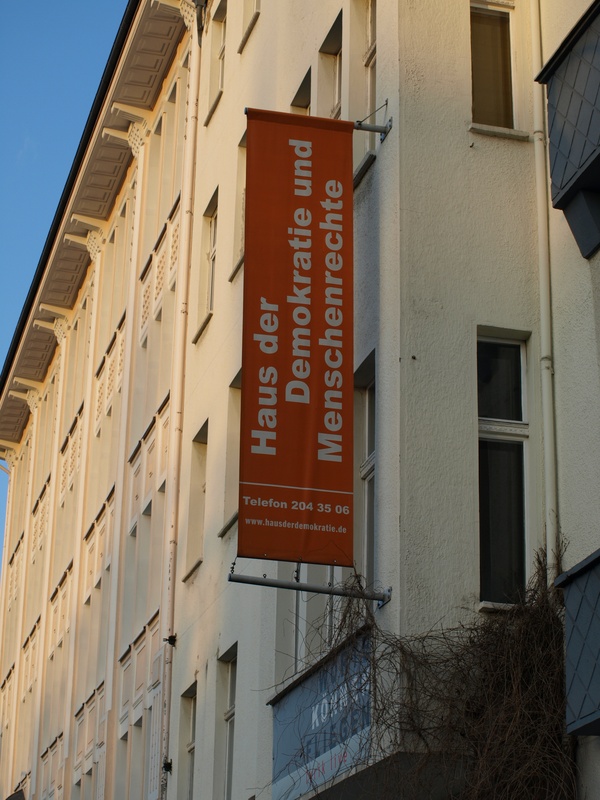 Haus der
Demokratie und
Menschenrechte
Telefon 204 35 06
www.hausderdemokratie.de